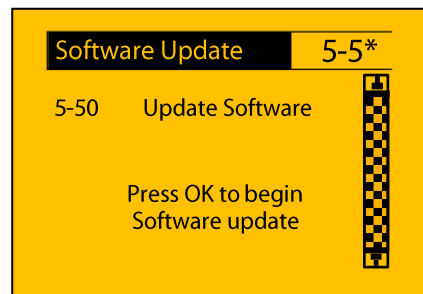 Software Update 5-5*
5-50 Update Software
Press OK to begin
Software update